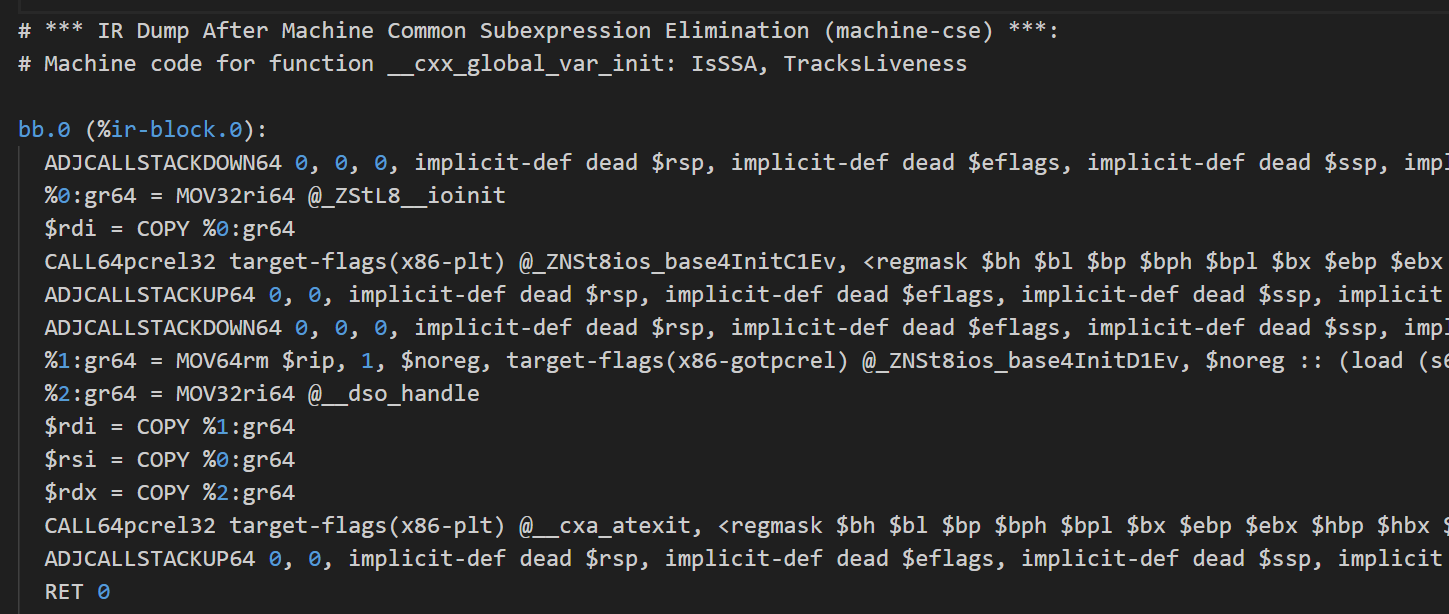 # *** IR Dump After Machine Common Subexpression Elimination (machine-cse) ***:
# Machine code for function __cxx_global_var_init: IsSSA, TracksLiveness
bb.0 (%ir-block.0):
ADJCALLSTACKDOWN64 0, 0, 0, implicit-def dead $rsp, implicit-def dead $eflags, implicit-def dead $ssp, impl
%0:gr64 = MOV32ri64 @_ZStL8__ioinit
$rdi = COPY %0:gr64
CALL64pcrel32 target-flags(x86-plt) @_ZNSt8ios_base4InitC1Ev, <regmask $bh $bl $bp $bph $bpl $bx $ebp $ebx
ADJCALLSTACKUP64 0, 0, implicit-def dead $rsp, implicit-def dead $eflags, implicit-def dead $ssp, implicit
ADJCALLSTACKDOWN64 0, 0, 0, implicit-def dead $rsp, implicit-def dead $eflags, implicit-def dead $ssp, impl
%1:gr64 = MOV64rm $rip, 1, $noreg, target-flags(x86-gotpcrel) @_ZNSt8ios_base4InitD1Ev, $noreg :: (load (s6
%2:gr64 = MOV32ri64 @__dso_handle
$rdi = COPY %1:gr64
$rsi = COPY %0:gr64
$rdx = COPY %2:gr64
CALL64pcrel32 target-flags(x86-plt) @__cxa_atexit, <regmask $bh $bl $bp $bph $bpl $bx $ebp $ebx $hbp $hbx $
ADJCALLSTACKUP64 0, 0, implicit-def dead $rsp, implicit-def dead $eflags, implicit-def dead $ssp, implicit
RET 0